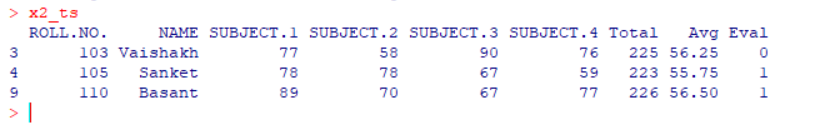 > x2_ts
ROLL.NO. NAME SUBJECT.1 SUBJECT.2 SUBJECT.3 SUBJECT.4 Total Avg Eval
3 103 Vaishakh 77 58 90 76 225 56.25 0
4 105 Sanket 78 78 67 59 223 55.75 1
9 110 Basant 89 70 67 77 226 56.50 1
>